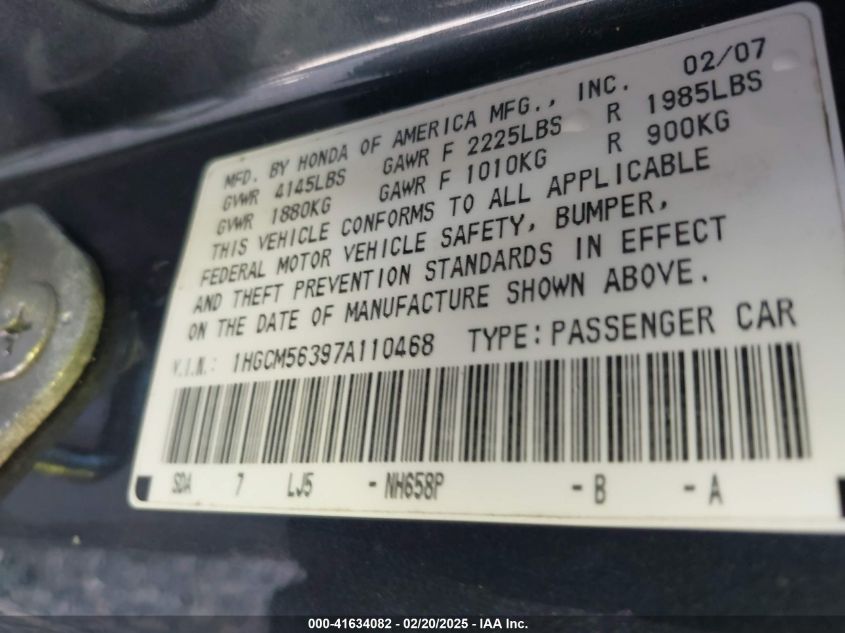 02/07
MFD. BY HONDA OF AMERICA MFG., INC.
GVWR 4145LBS GAWR F 2225LBS R 1985LBS
GVWR 1880KG GAWR F 1010KG R 900KG
THIS VEHICLE CONFORMS TO ALL APPLICABLE
FEDERAL MOTOR VEHICLE SAFETY, BUMPER,
AND THEFT PREVENTION STANDARDS IN EFFECT
ON THE DATE OF MANUFACTURE SHOWN ABOVE.
V.I.N.: 1HGCM56397A110468 TYPE:PASSENGER CAR
SDA 7 LJ5 -NH658P -B -A
000-41634082 - 02/20/2025 - IAA Inc.